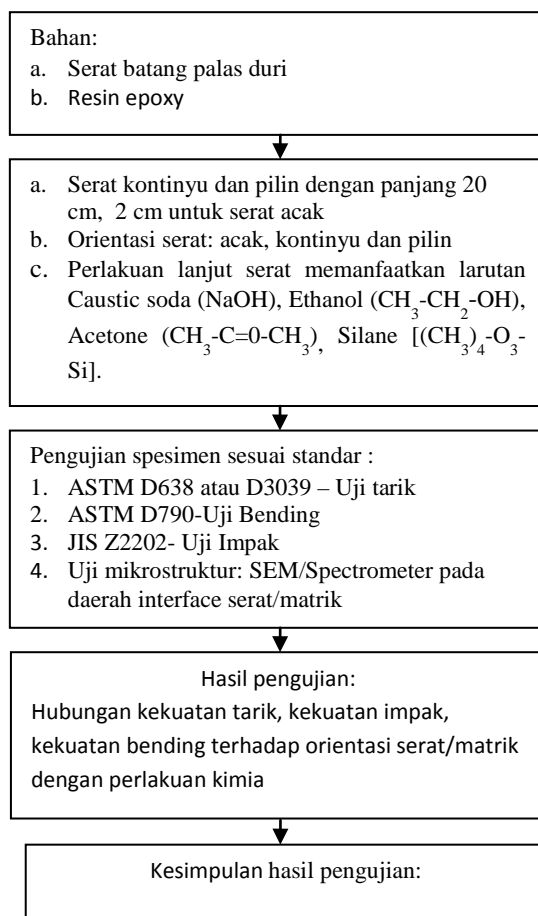 Bahan:
a. Serat batang palas duri
b. Resin epoxy
a. Serat kontinyu dan pilin dengan panjang 20
cm, 2 cm untuk serat acak
b. Orientasi serat: acak, kontinyu dan pilin
c. Perlakuan lanjut serat memanfaatkan larutan
Caustic soda (NaOH), Ethanol (CH3-CH2-OH),
Acetone (CH3-C=0-CH3), Silane [(CH3)4-O3-
Si].
Pengujian spesimen sesuai standar :
1. ASTM D638 atau D3039 – Uji tarik
2. ASTM D790-Uji Bending
3. JIS Z2202- Uji Impak
4. Uji mikrostruktur: SEM/Spectrometer pada
daerah interface serat/matrik
Hasil pengujian:
Hubungan kekuatan tarik, kekuatan impak,
kekuatan bending terhadap orientasi serat/matrik
dengan perlakuan kimia
Kesimpulan hasil pengujian: